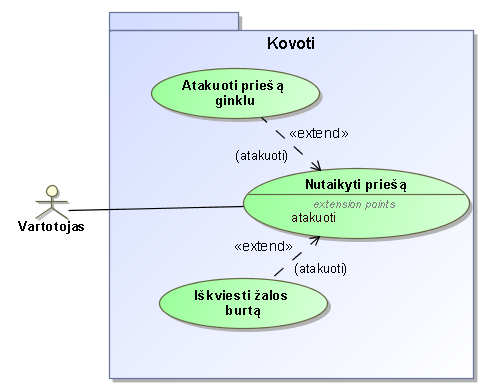 Kovoti
Atakuoti priešą
ginklu
«extend»
(atakuoti)
Nutaikyti priešą
extension points
atakuoti
Vartotojas
«extend»
(atakuoti)
Iškviesti žalos
burtą